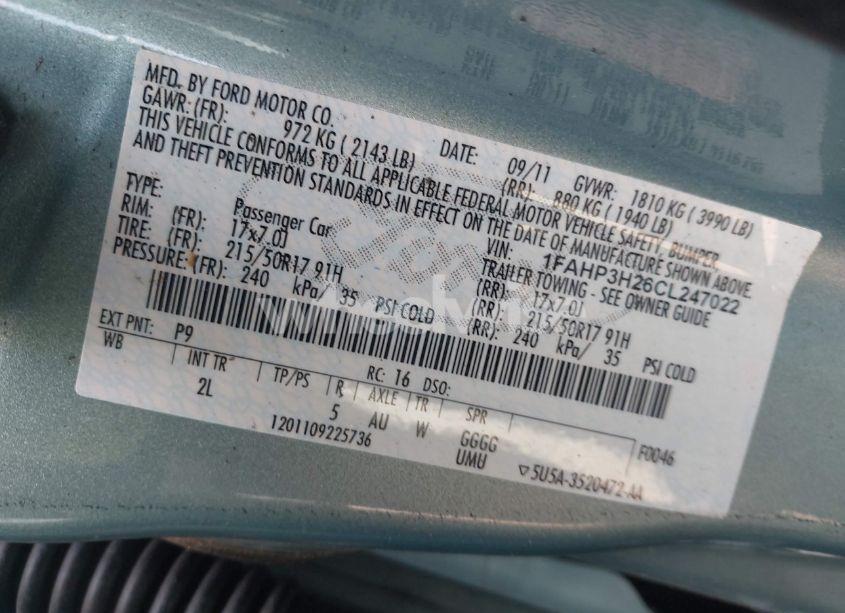 MFD. BY FORD MOTOR CO.
DATE: 09/11 GVWR: 1810 KG ( 3990 LB)
GAWR: (FR): 972 KG ( 2143 LB) (RR): 880 KG ( 1940 LB)
THIS VEHICLE CONFORMS TO ALL APPLICABLE FEDERAL MOTOR VEHICLE SAFETY, BUMPER,
AND THEFT PREVENTION STANDARDS IN EFFECT ON THE DATE OF MANUFACTURE SHOWN ABOVE.
VIN: 1FAHP3H26CL247022
TYPE: Passenger Car TRAILER TOWING - SEE OWNER GUIDE
RIM: (FR): 17x7.0J (RR): 17x7.0J
TIRE: (FR): 215/50R17 91H (RR): 215/50R17 91H
PRESSURE: (FR): 240 kPa/ 35 PSI COLD (RR): 240 kPa/ 35 PSI COLD
EXT PNT: P9 RC: 16 DSO:
WB INT TR TP/PS R AXLE TR SPR
2L 5 AU W GGGG F0046
1201109225736 UMU ▽5U5A-3520472-AA